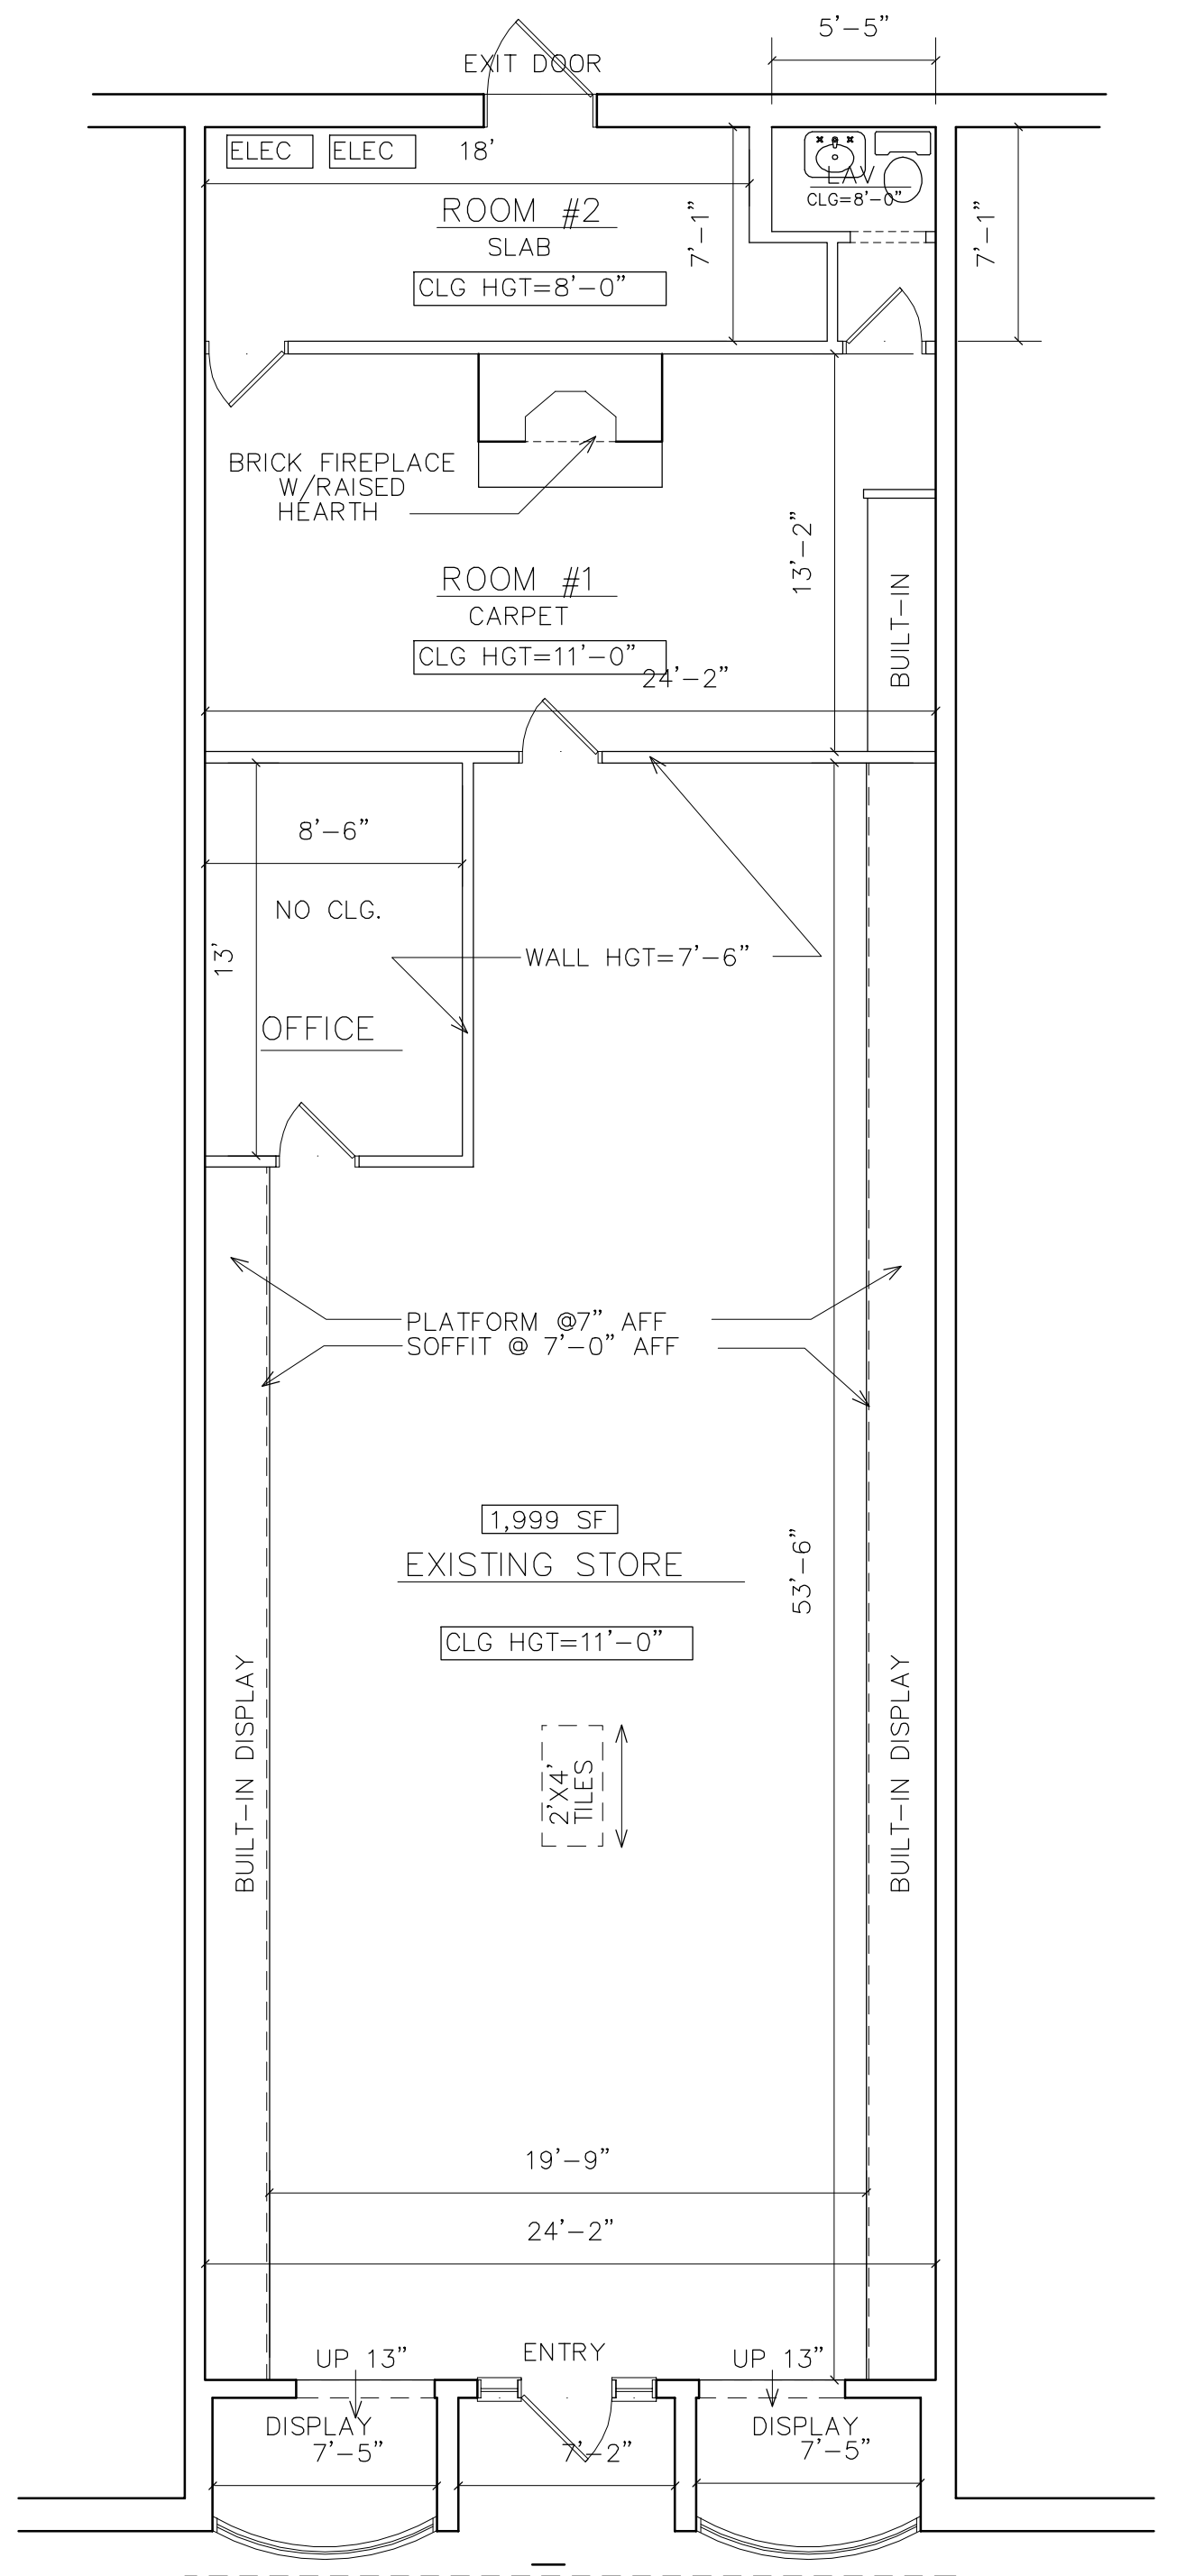 5'-5"
EXIT DOOR
ELEC
ELEC
18'
LAV
CLG=8'-0"
ROOM #2
SLAB
CLG HGT=8'-0"
7'-1"
7'-1"
BRICK FIREPLACE
W/RAISED
HEARTH
13'-2"
ROOM #1
CARPET
CLG HGT=11'-0"
24'-2"
BUILT-IN
8'-6"
NO CLG.
13'
WALL HGT=7'-6"
OFFICE
PLATFORM @7" AFF
SOFFIT @ 7'-0" AFF
1,999 SF
EXISTING STORE
53'-6"
CLG HGT=11'-0"
BUILT-IN DISPLAY
2'X4'
TILES
BUILT-IN DISPLAY
19'-9"
24'-2"
UP 13"
ENTRY
UP 13"
DISPLAY
7'-5"
7'-2"
DISPLAY
7'-5"